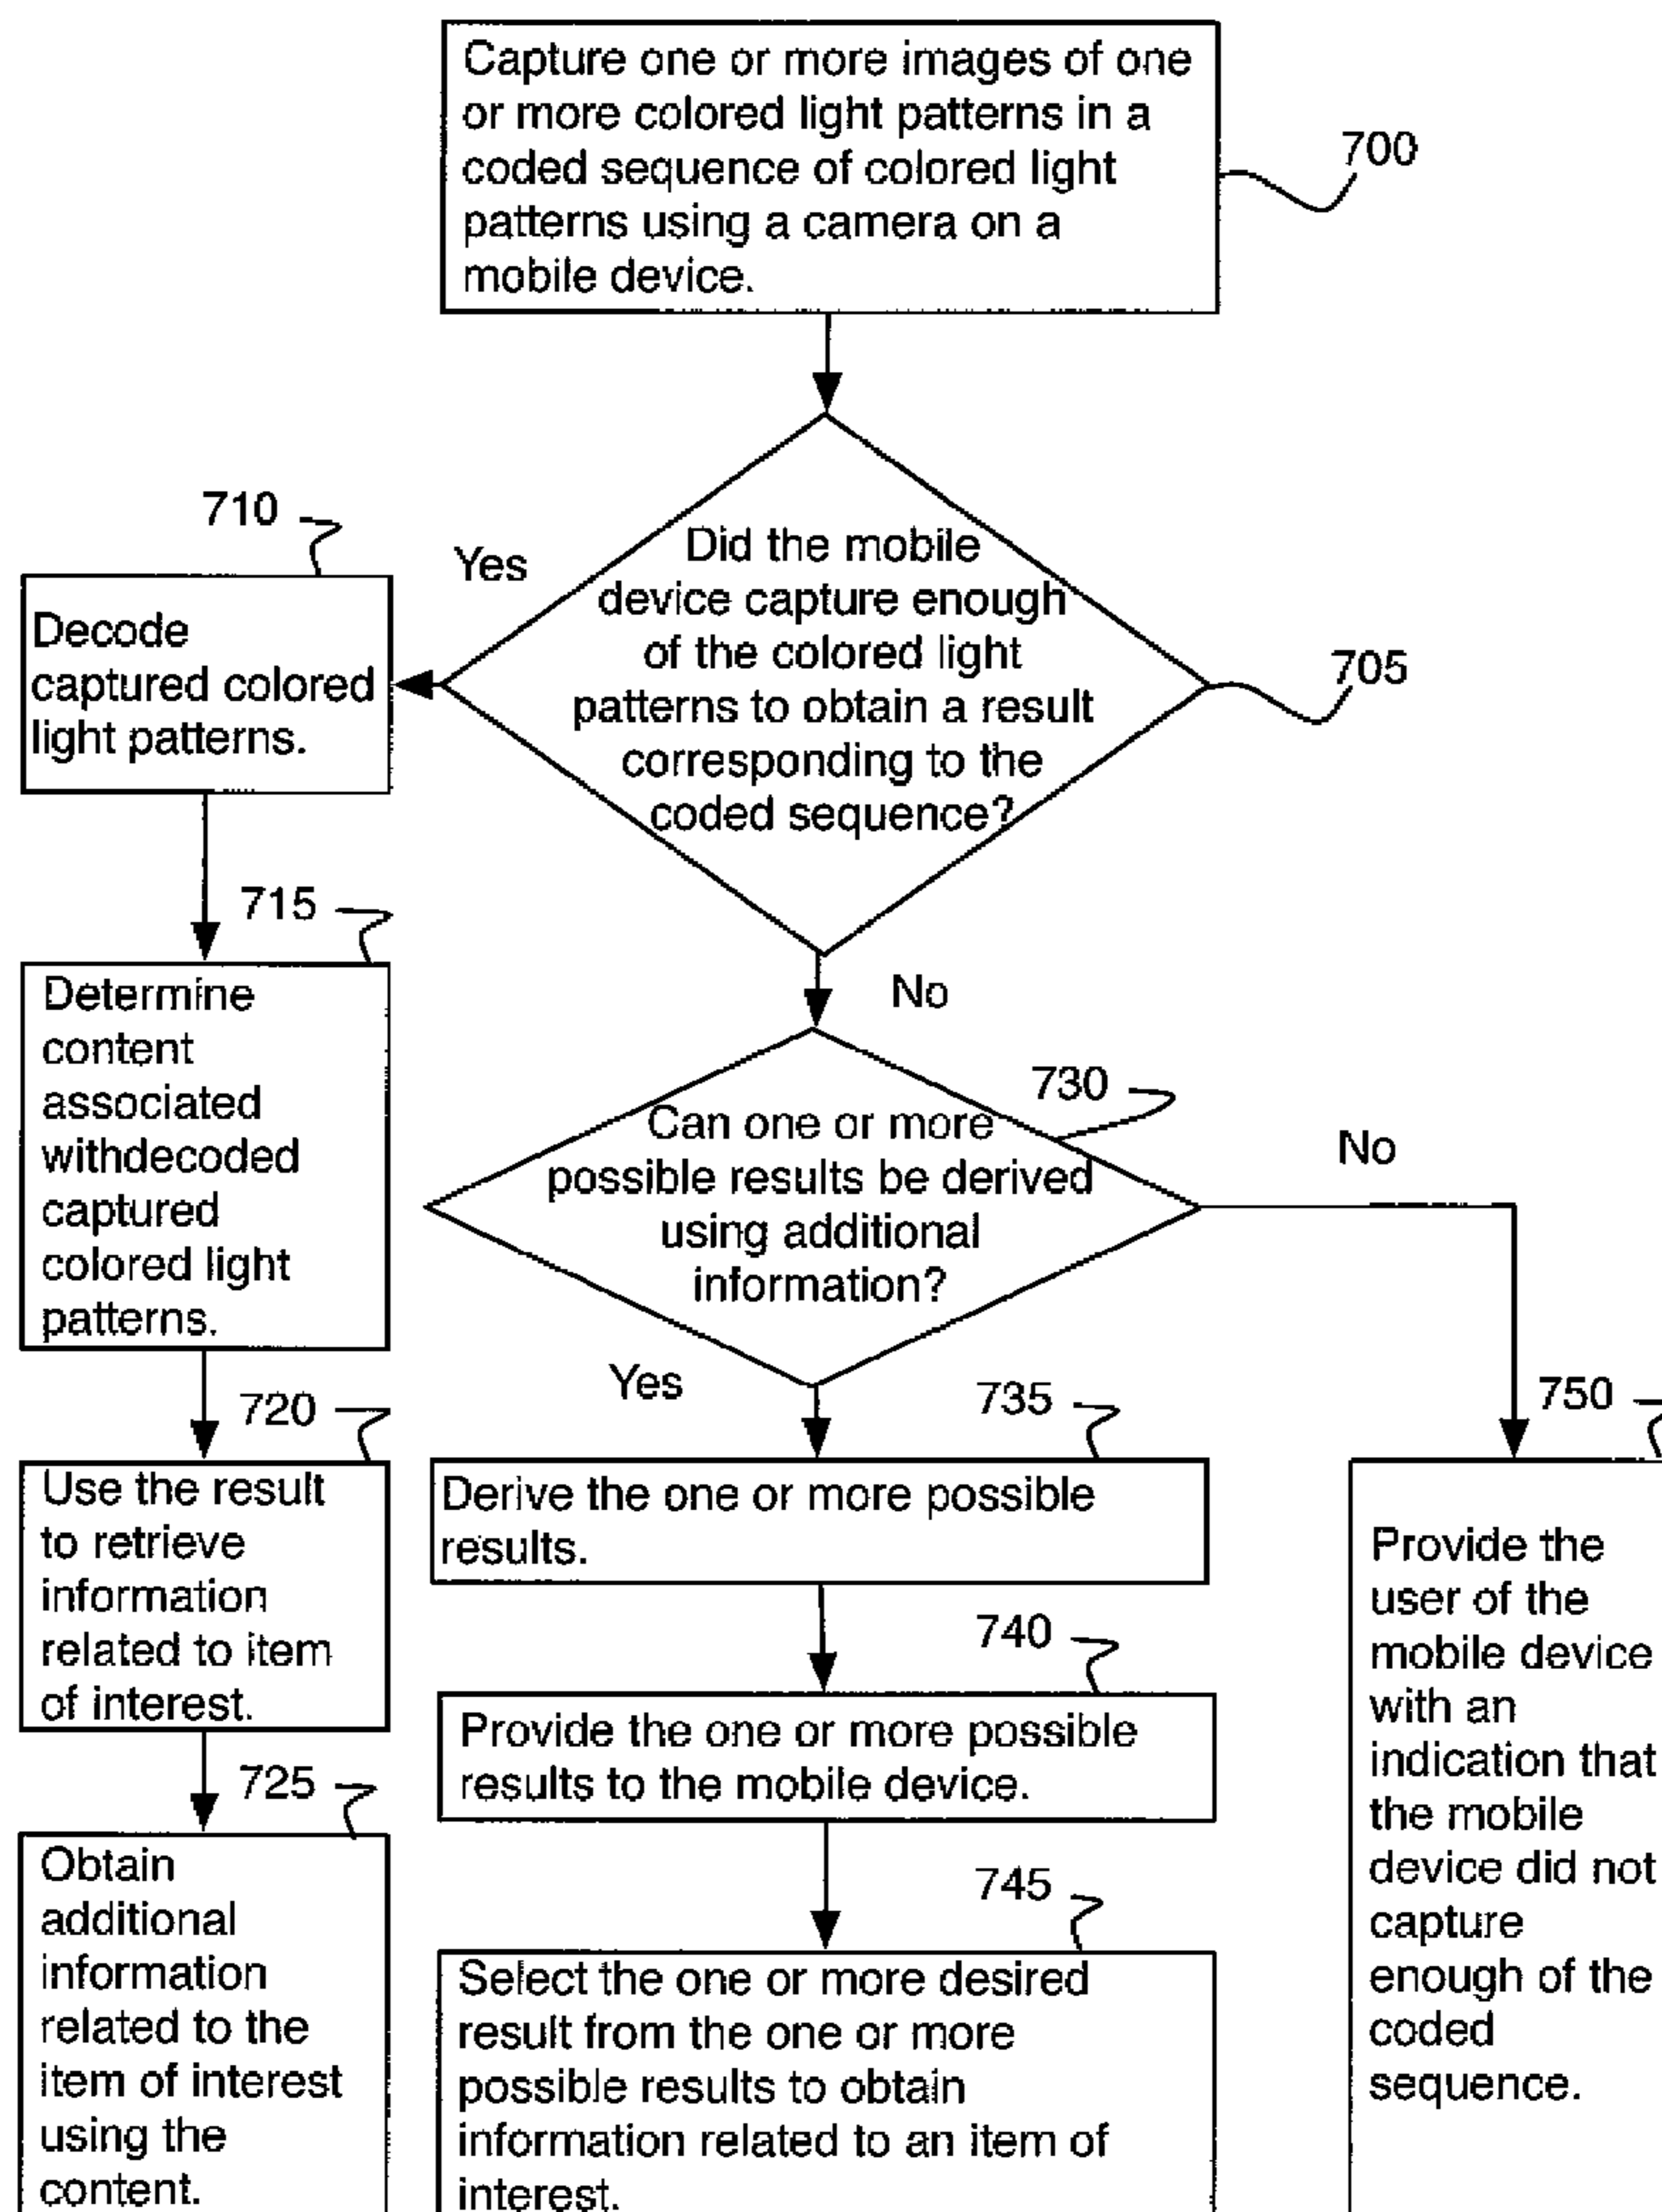 Capture one or more images of one
or more colored light patterns in a
coded sequence of colored light
patterns using a camera on a
mobile device.
700
Did the mobile
device capture enough
of the colored light
patterns to obtain a result
corresponding to the
coded sequence?
705
Yes
710
Decode
captured colored
light patterns.
715
Determine
content
associated
withdecoded
captured
colored light
patterns.
720
Use the result
to retrieve
information
related to item
of interest.
725
Obtain
additional
information
related to the
item of interest
using the
content.
No
730
Can one or more
possible results be derived
using additional
information?
Yes
735
Derive the one or more possible
results.
740
Provide the one or more possible
results to the mobile device.
745
Select the one or more desired
result from the one or more
possible results to obtain
information related to an item of
interest.
No
750
Provide the
user of the
mobile device
with an
indication that
the mobile
device did not
capture
enough of the
coded
sequence.